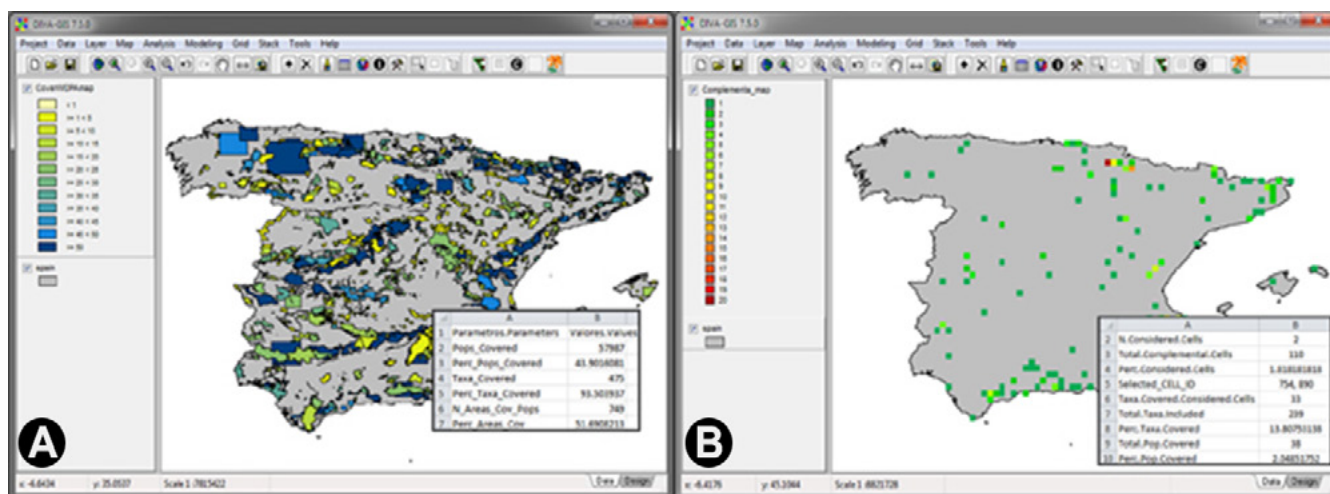 DIVA-GIS 7.5.0
Project Data Layer Map Analysis Modeling Grid Stack Tools Help
CoverWDPAmap
< 1
>= 1 < 5
>= 5 < 10
>= 10 < 15
>= 15 < 20
>= 20 < 25
>= 25 < 30
>= 30 < 35
>= 35 < 40
>= 40 < 45
>= 45 < 50
>= 50
spain
A B
1 Parametros.Parameters Valores.Values
2 Pops_Covered 57987
3 Perc_Pops_Covered 43.9016081
4 Taxa_Covered 475
5 Perc_Taxa_Covered 93.503937
6 N_Areas_Cov_Pops 749
7 Perc_Areas_Cov 51.6908213
A
x: -6.6434 y: 35.0537 Scale 1:7815422 Data Design
DIVA-GIS 7.5.0
Project Data Layer Map Analysis Modeling Grid Stack Tools Help
Complementa_map
1
2
3
4
5
6
7
8
9
10
11
12
13
14
15
16
17
18
19
20
spain
A B
2 N.Considered.Cells 2
3 Total.Complemental.Cells 110
4 Perc.Considered.Cells 1.818181818
5 Selected_CELL_ID 754, 890
6 Taxa.Covered.Considered.Cells 33
7 Total.Taxa.Included 239
8 Perc.Taxa.Covered 13.80753138
9 Total.Pop.Covered 38
10 Perc.Pop.Covered 2.04851752
B
x: -6.4176 y: 45.1044 Scale 1:8821728 Data Design